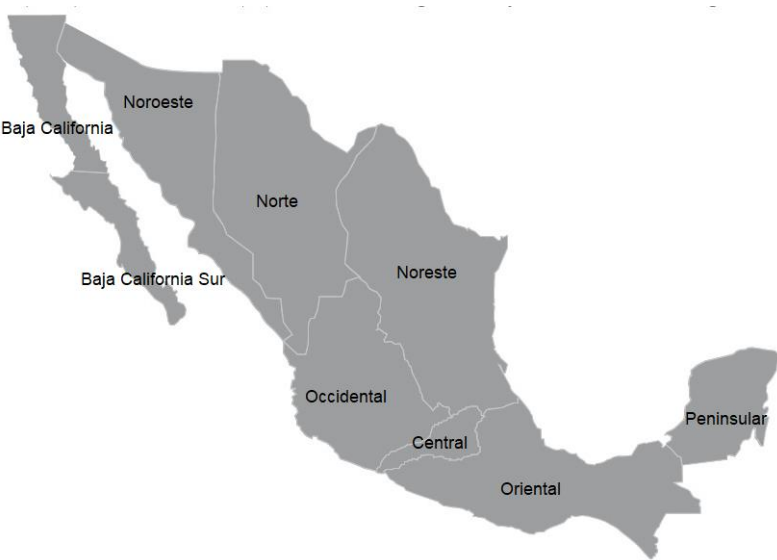 Noroeste
Baja California
Norte
Baja California Sur
Noreste
Occidental
Central
Peninsular
Oriental